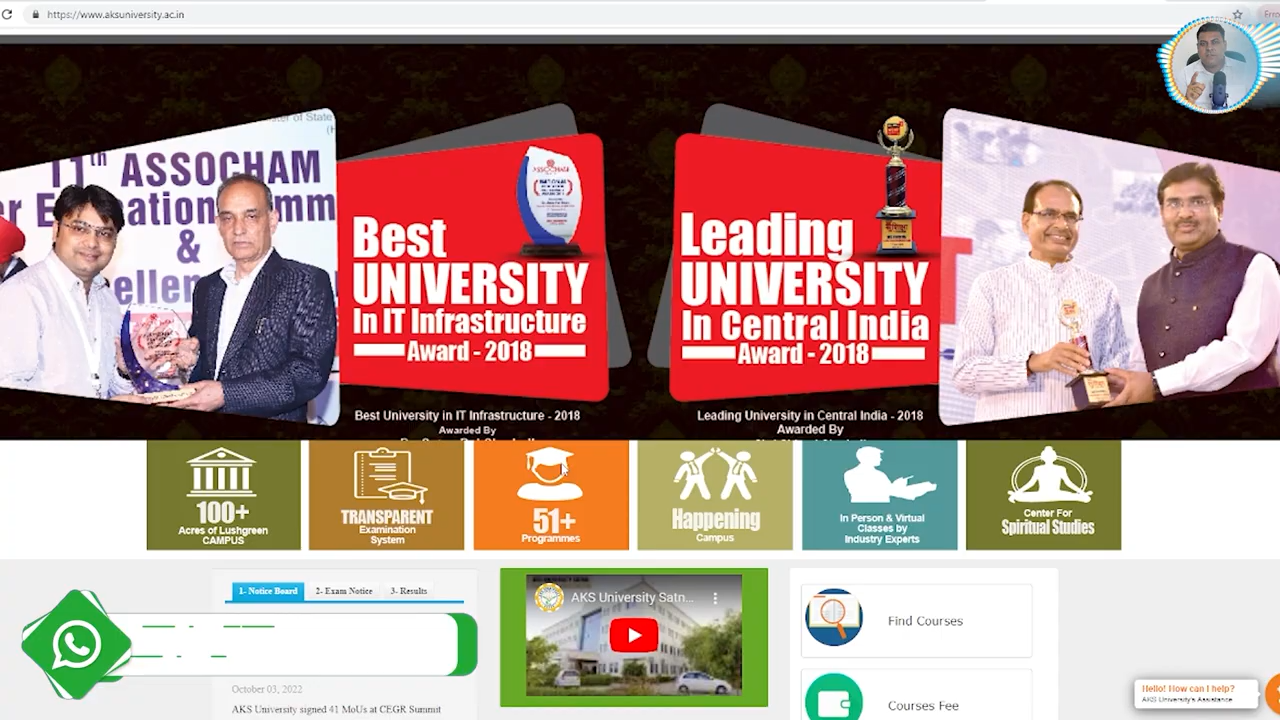 https://www.aksuniversity.ac.in
11th ASSOCHAM
&
ASSOCHAM
Best
UNIVERSITY
In IT Infrastructure
Award - 2018
Best University in IT Infrastructure - 2018
Awarded By
Leading
UNIVERSITY
In Central India
Award - 2018
Leading University in Central India - 2018
Awarded By
100+
Acres of Lushgreen
CAMPUS
TRANSPARENT
Examination
System
51+
Programmes
Happening
Campus
In Person & Virtual
Classes by
Industry Experts
Center For
Spiritual Studies
1- Notice Board
2- Exam Notice
3- Results
October 03, 2022
AKS University signed 41 MoUs at CEGR Summit
AKS University Satn...
Find Courses
Courses Fee
Hello! How can I help?
AKS University's Assistance